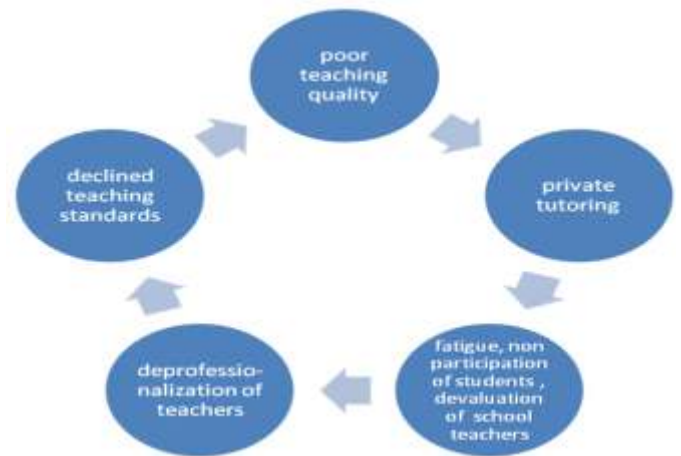 poor
teaching
quality
private
tutoring
fatigue, non
participation
of students ,
devaluation
of school
teachers
deprofessio-
nalization of
teachers
declined
teaching
standards